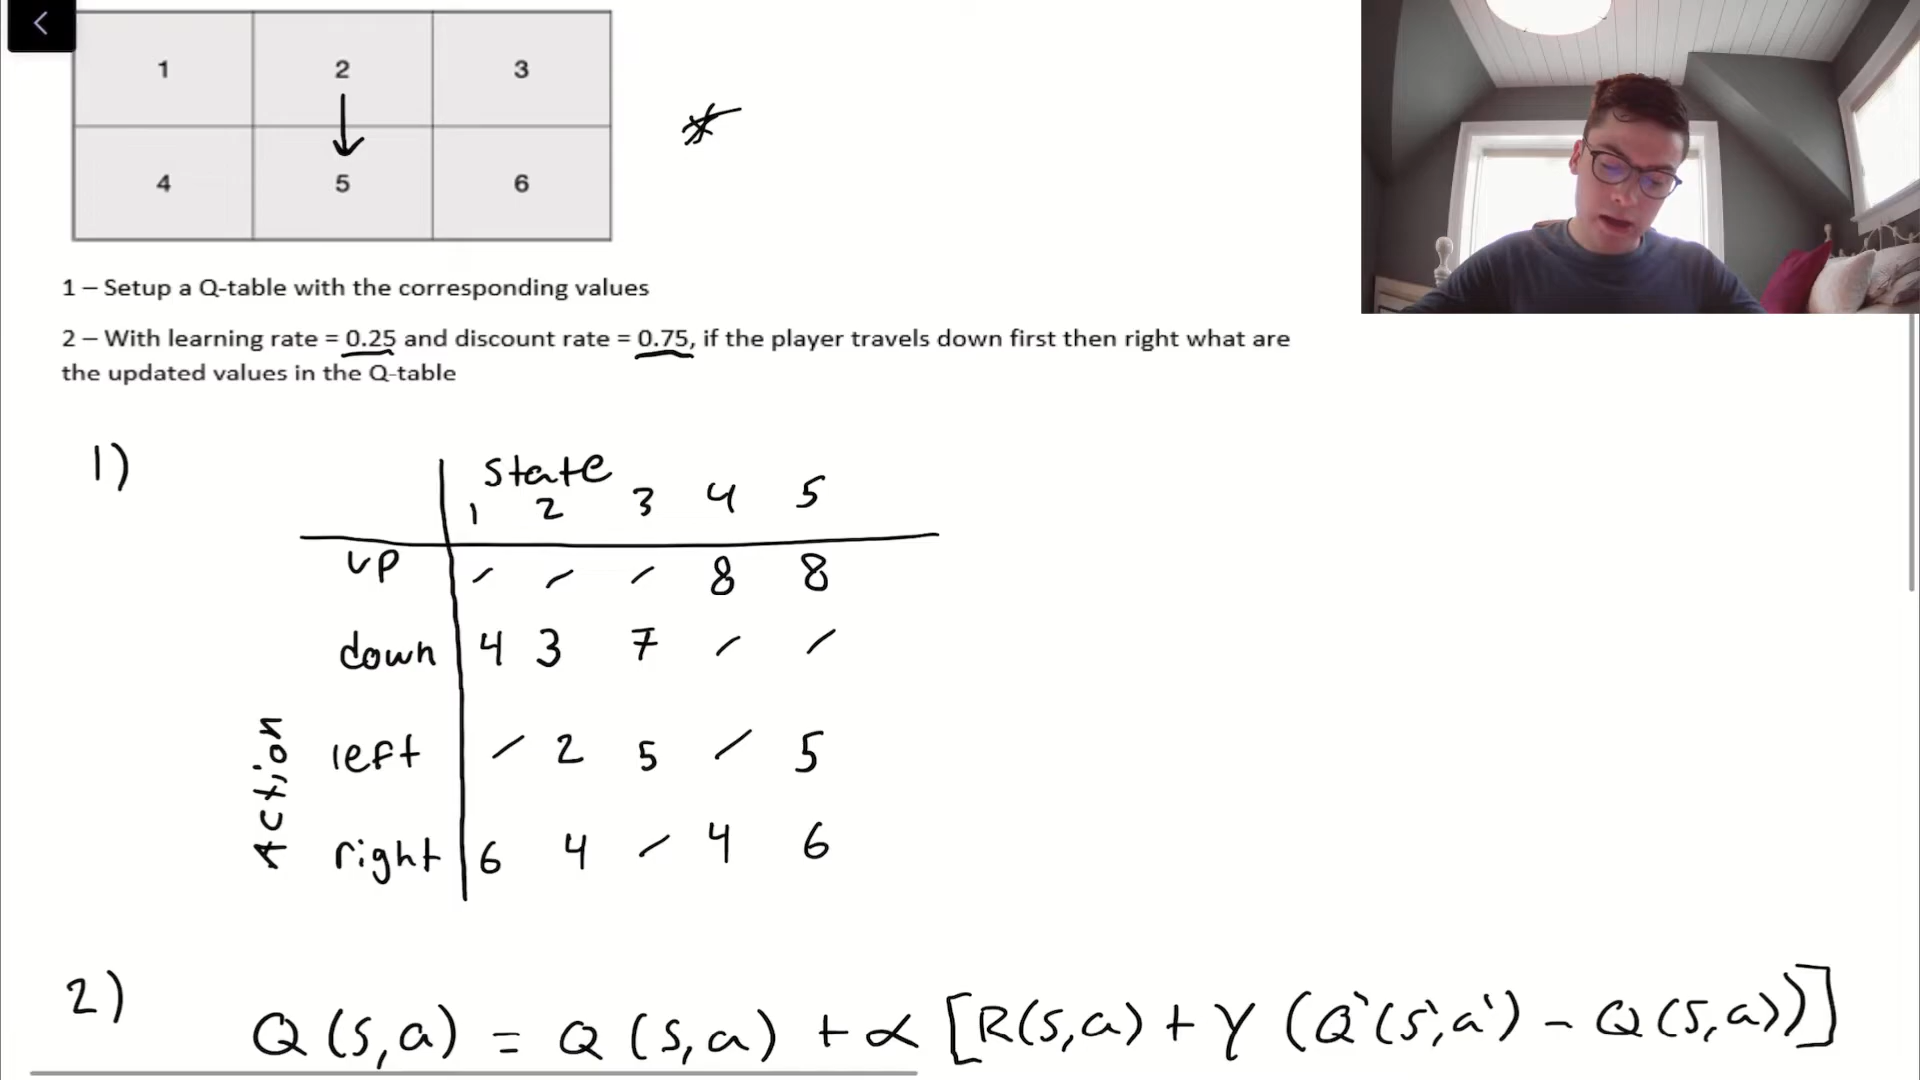 1 2 3
4 5 6
1 – Setup a Q-table with the corresponding values
2 – With learning rate = 0.25 and discount rate = 0.75, if the player travels down first then right what are
the updated values in the Q-table
1)
state
1 2 3 4 5
up / / / 8 8
down 4 3 7 / /
Action
left / 2 5 / 5
right 6 4 / 4 6
2)
Q (s,a) = Q (s,a) + α [R(s,a) + γ (Q`(s`,a`) - Q(s,a))]